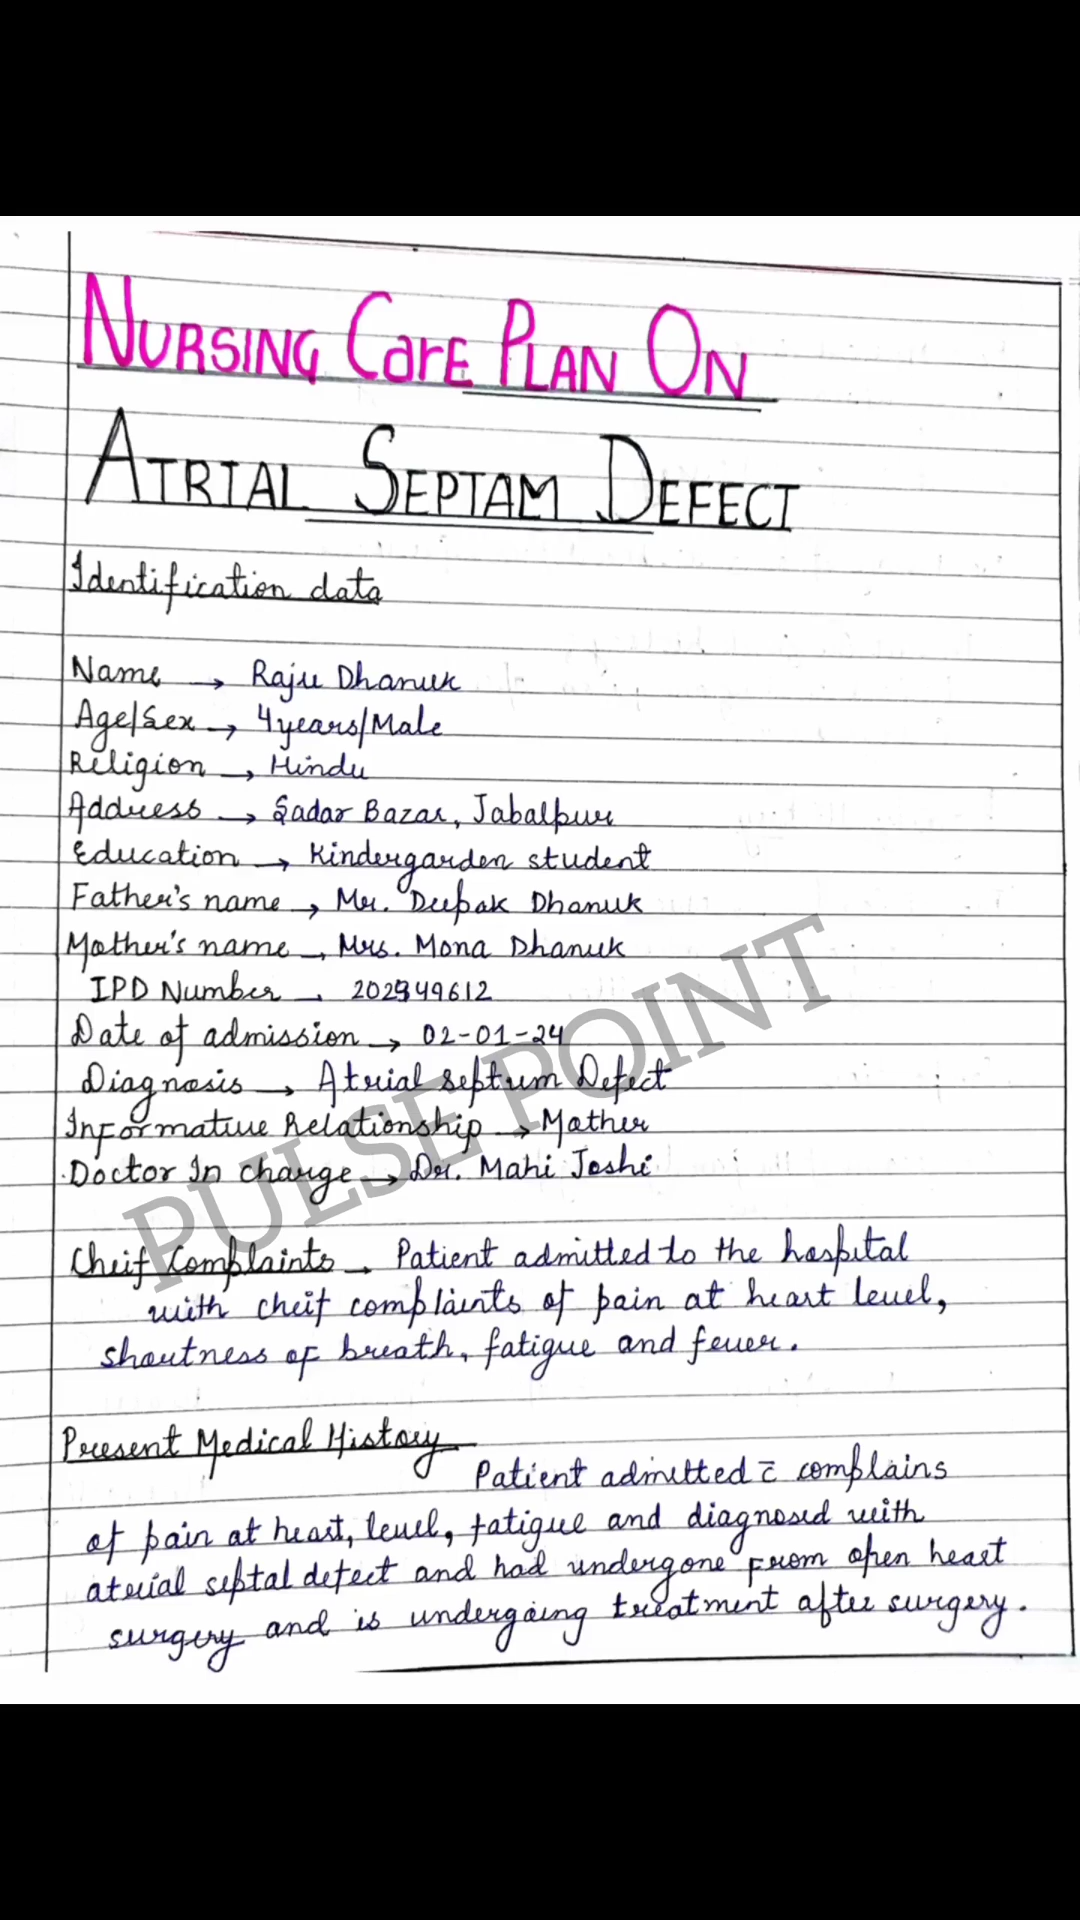 NURSING CARE PLAN ON
ATRIAL SEPTAM DEFECT
Identification data
Name → Raju Dhanuk
Age/Sex → 4years/Male
Religion → Hindu
Address → Sadar Bazar, Jabalpur
Education → Kindergarden student
Father's name → Mr. Deepak Dhanuk
Mother's name → Mrs. Mona Dhanuk
IPD Number →
Date of admission → 02-01-24
Diagnosis → Atrial septum Defect
Informative Relationship → Mother
Doctor In charge → Dr. Mahi Joshi
PULSE POINT
Cheif Complaints → Patient admitted to the hospital
with cheif complaints of pain at heart level,
shortness of breath, fatigue and fever.
Present Medical History
Patient admitted c̄ complains
of pain at heart, level, fatigue and diagnosed with
atrial septal defect and had undergone from open heart
surgery and is undergoing treatment after surgery.